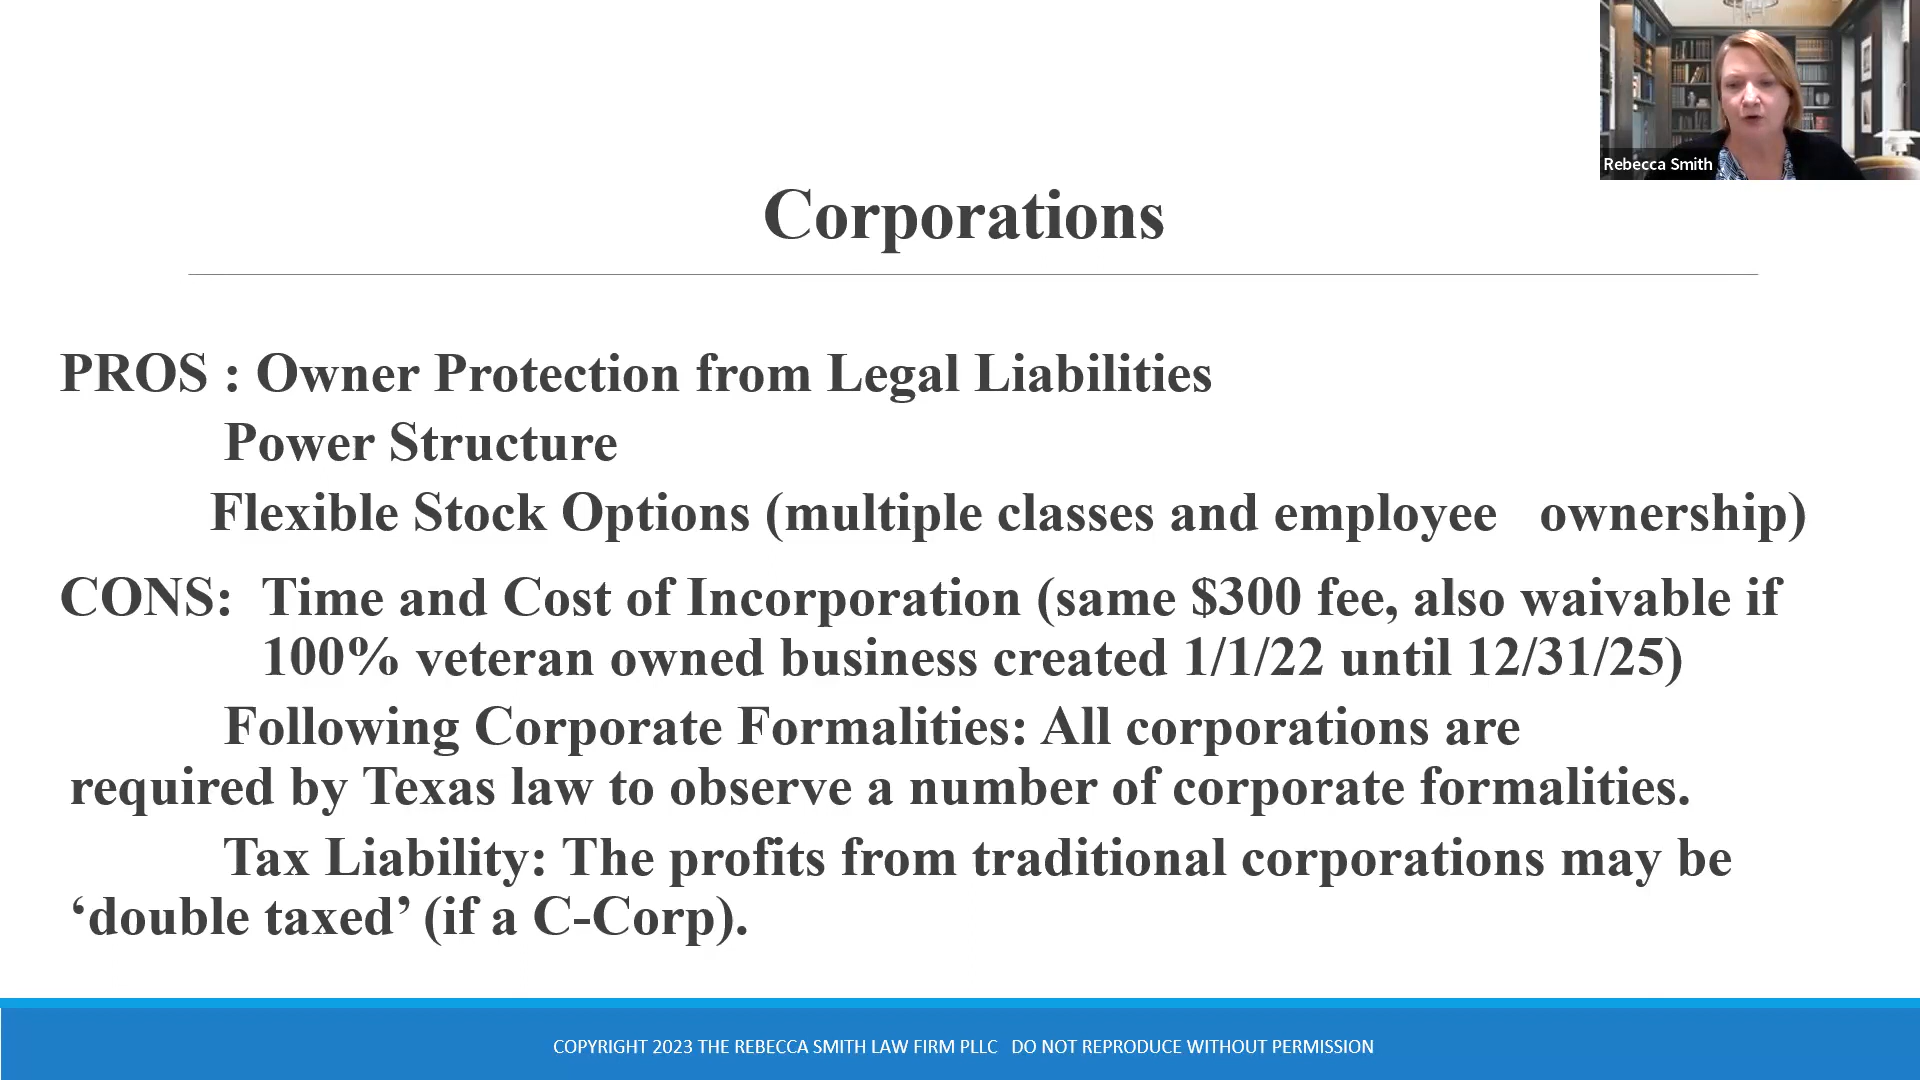 Rebecca Smith
Corporations
PROS : Owner Protection from Legal Liabilities
Power Structure
Flexible Stock Options (multiple classes and employee ownership)
CONS: Time and Cost of Incorporation (same $300 fee, also waivable if
100% veteran owned business created 1/1/22 until 12/31/25)
Following Corporate Formalities: All corporations are
required by Texas law to observe a number of corporate formalities.
Tax Liability: The profits from traditional corporations may be
‘double taxed’ (if a C-Corp).
COPYRIGHT 2023 THE REBECCA SMITH LAW FIRM PLLC DO NOT REPRODUCE WITHOUT PERMISSION